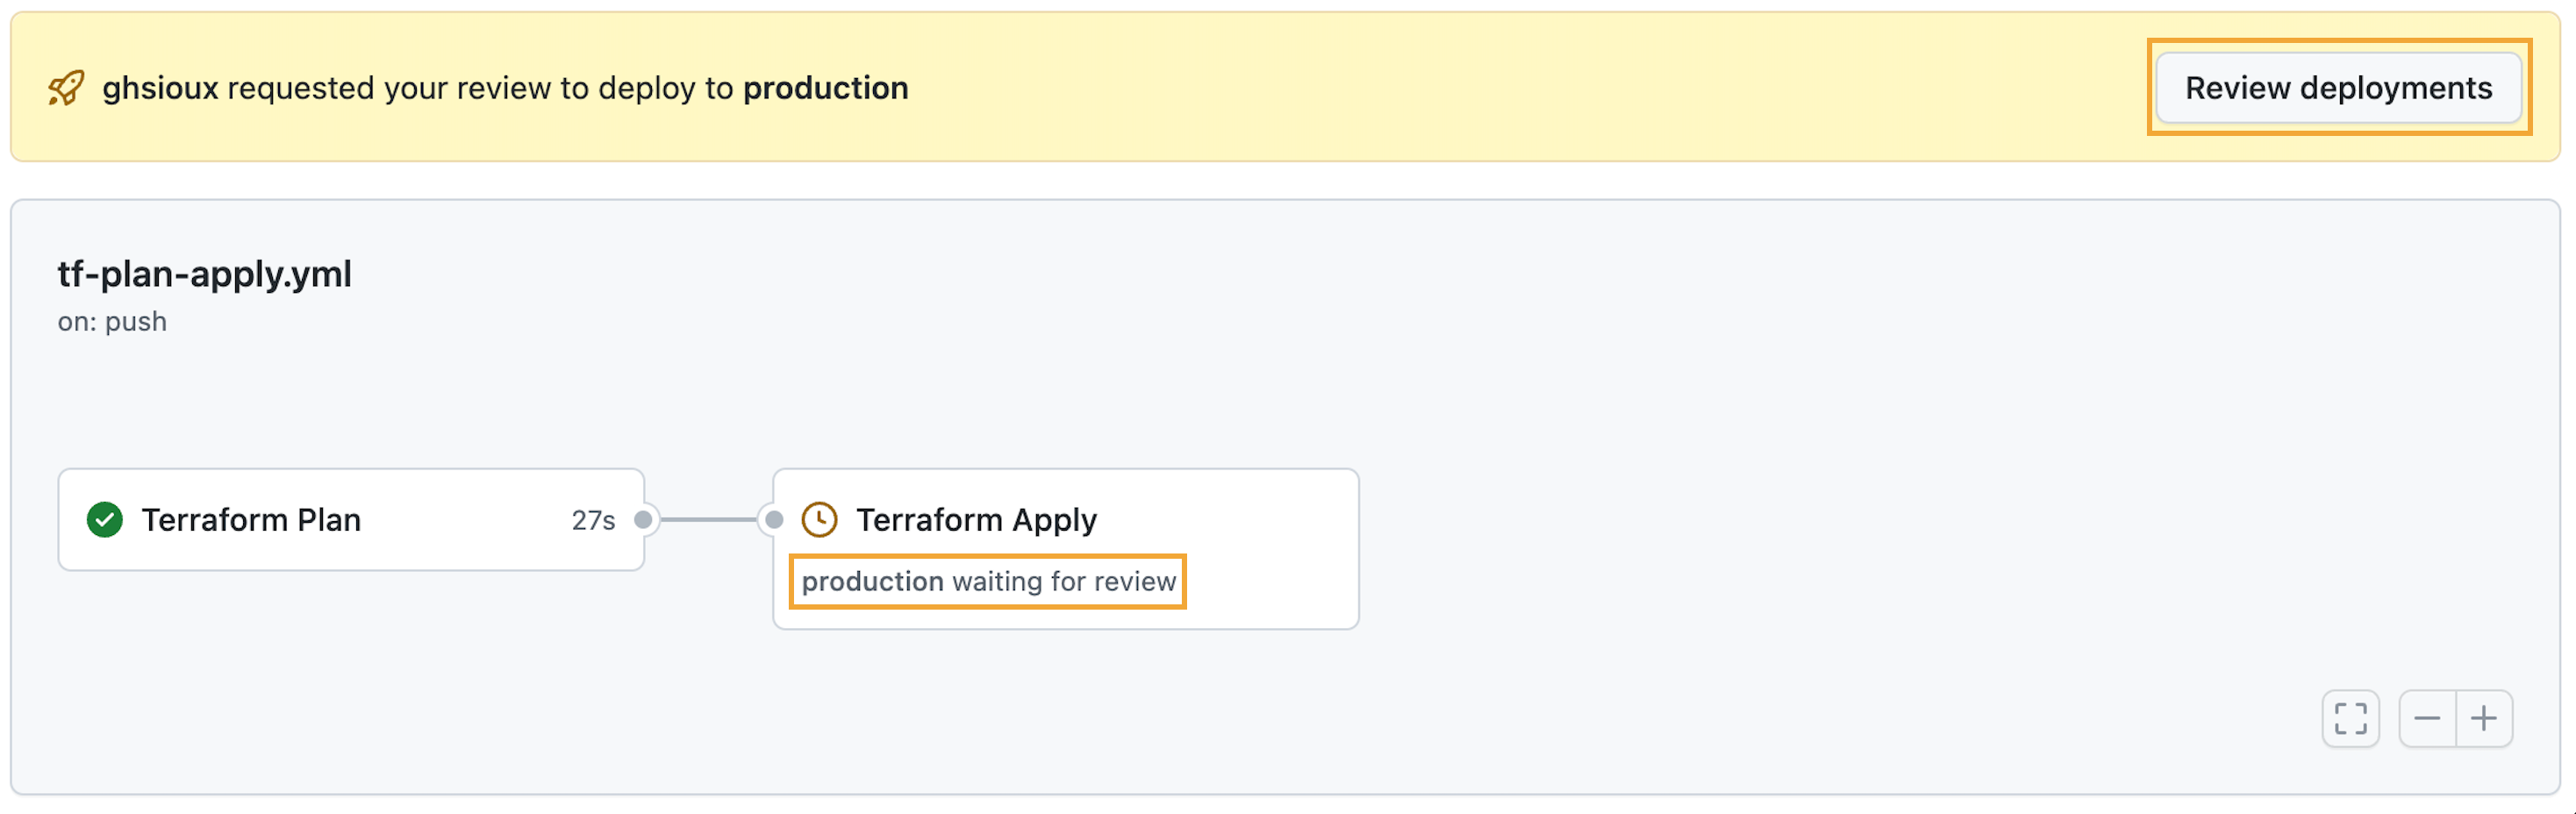 ghsioux requested your review to deploy to production
Review deployments
tf-plan-apply.yml
on: push
Terraform Plan
27s
Terraform Apply
production waiting for review